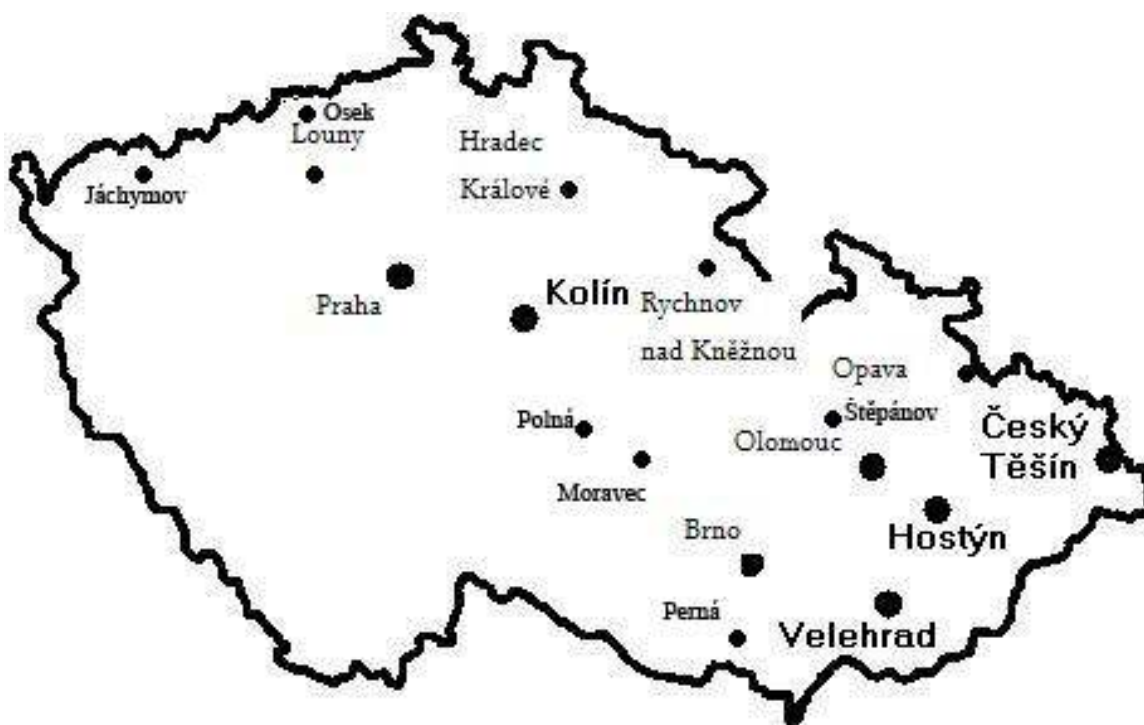 Osek
Louny
Hradec
Králové
Jáchymov
Kolín
Praha
Rychnov
nad Kněžnou
Opava
Štěpánov
Polná
Olomouc
Český
Těšín
Moravec
Brno
Hostýn
Perná
Velehrad